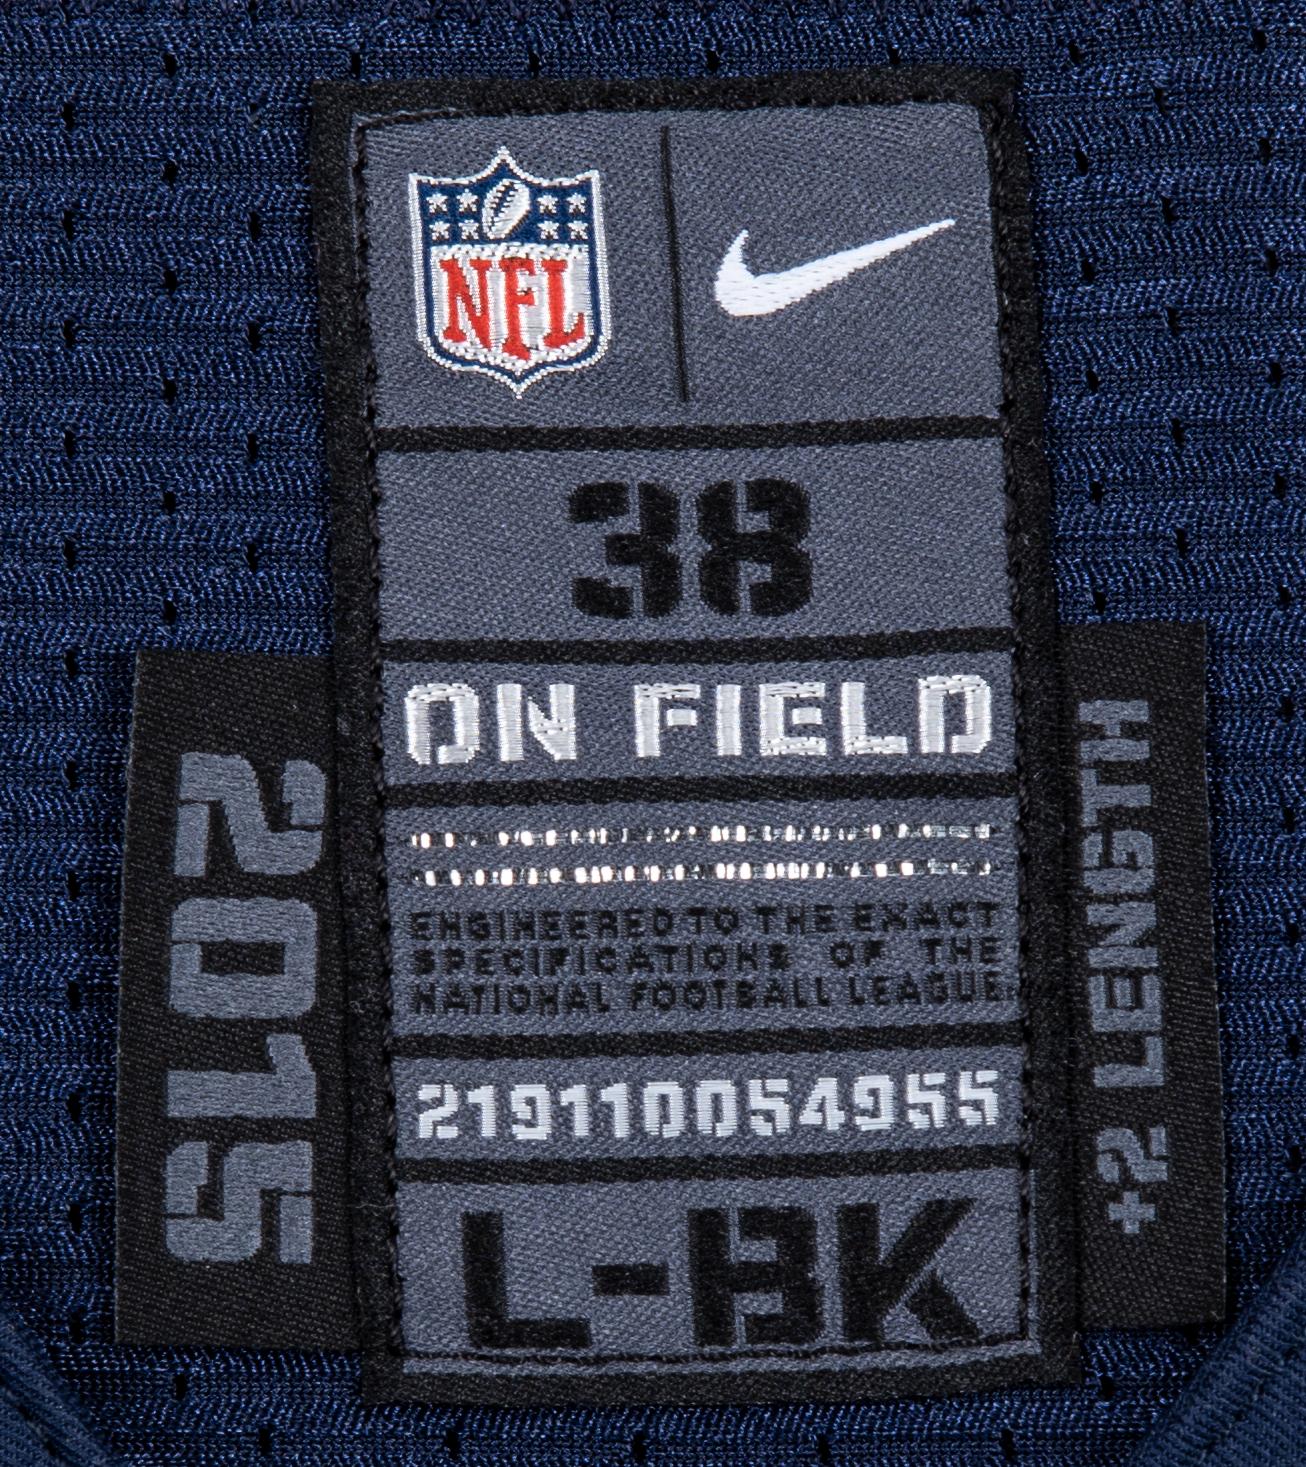 NFL
38
ON FIELD
ENGINEERED TO THE EXACT
SPECIFICATIONS OF THE
NATIONAL FOOTBALL LEAGUE
219110054955
L-BK
2015
+2 LENGTH